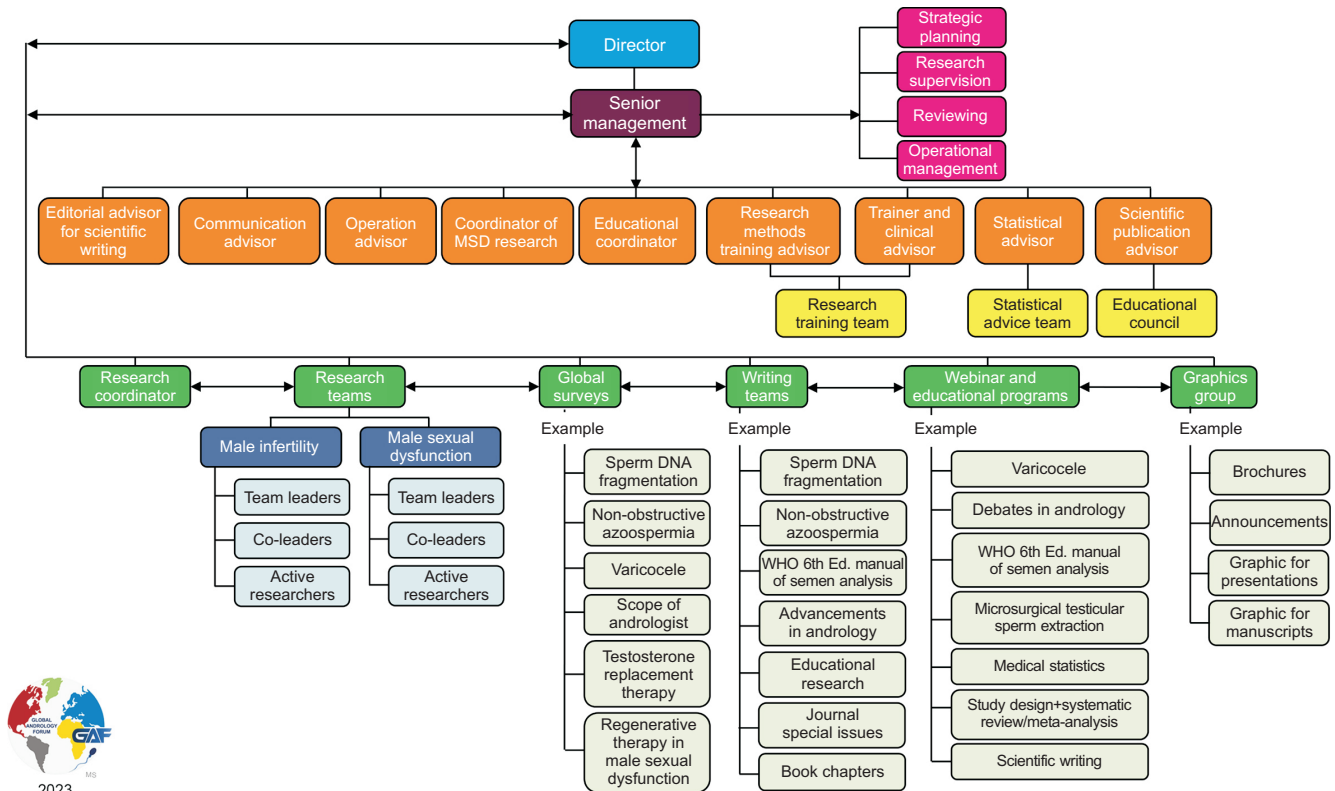 Director
Strategic
planning
Research
supervision
Senior
management
Reviewing
Operational
management
Editorial advisor
for scientific
writing
Communication
advisor
Operation
advisor
Coordinator of
MSD research
Educational
coordinator
Research
methods
training advisor
Trainer and
clinical
advisor
Statistical
advisor
Scientific
publication
advisor
Research
training team
Statistical
advice team
Educational
council
Research
coordinator
Research
teams
Global
surveys
Writing
teams
Webinar and
educational programs
Graphics
group
Male infertility
Team leaders
Co-leaders
Active
researchers
Male sexual
dysfunction
Team leaders
Co-leaders
Active
researchers
Example
Sperm DNA
fragmentation
Non-obstructive
azoospermia
Varicocele
Scope of
andrologist
Testosterone
replacement
therapy
Regenerative
therapy in
male sexual
dysfunction
Example
Sperm DNA
fragmentation
Non-obstructive
azoospermia
WHO 6th Ed. manual
of semen analysis
Advancements
in andrology
Educational
research
Journal
special issues
Book chapters
Example
Varicocele
Debates in andrology
WHO 6th Ed. manual
of semen analysis
Microsurgical testicular
sperm extraction
Medical statistics
Study design+systematic
review/meta-analysis
Scientific writing
Example
Brochures
Announcements
Graphic for
presentations
Graphic for
manuscripts
GLOBAL
ANDROLOGY
FORUM
GAF
MS
2023